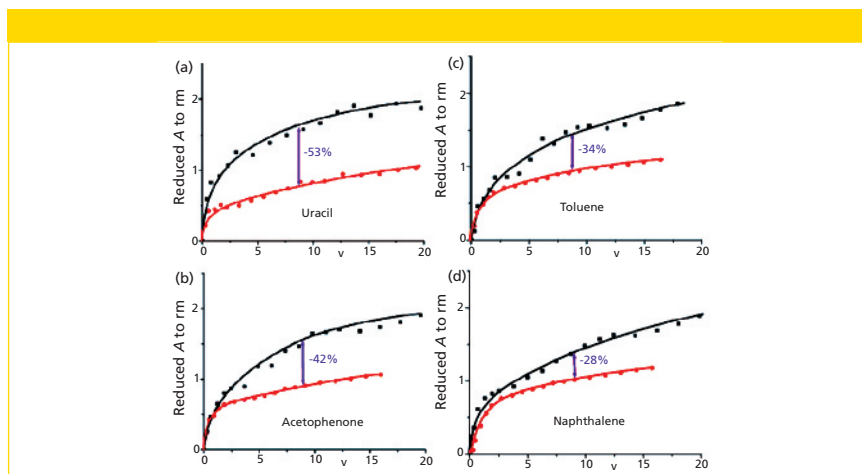 (a)
Reduced A to rm
2
1
0
-53%
Uracil
0 5 10 15 20
v
(c)
Reduced A to rm
2
1
0
-34%
Toluene
0 5 10 15 20
v
(b)
Reduced A to rm
2
1
0
-42%
Acetophenone
0 5 10 15 20
v
(d)
Reduced A to rm
2
1
0
-28%
Naphthalene
0 5 10 15 20
v